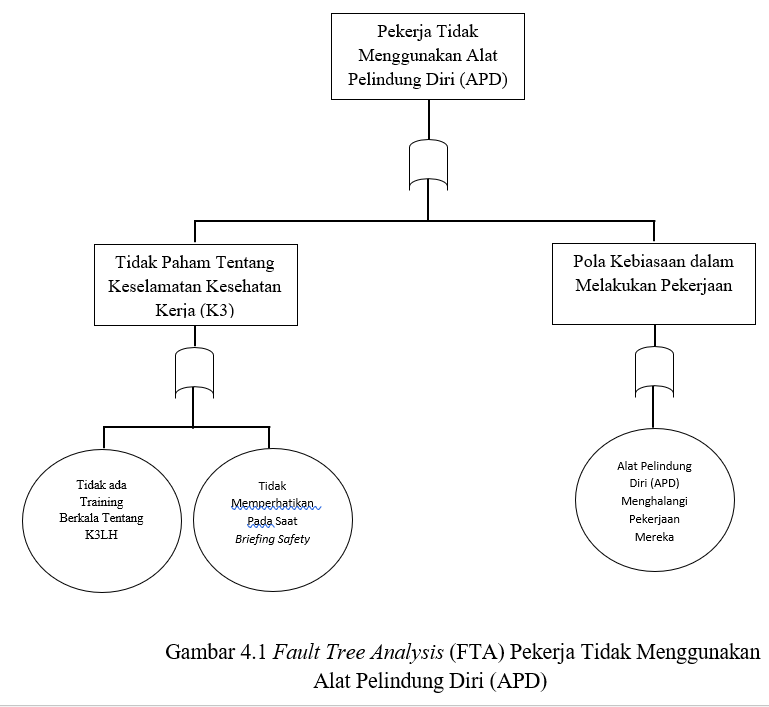 Pekerja Tidak
Menggunakan Alat
Pelindung Diri (APD)
Tidak Paham Tentang
Keselamatan Kesehatan
Kerja (K3)
Pola Kebiasaan dalam
Melakukan Pekerjaan
Tidak ada
Training
Berkala Tentang
K3LH
Tidak
Memperhatikan
Pada Saat
Briefing Safety
Alat Pelindung
Diri (APD)
Menghalangi
Pekerjaan
Mereka
Gambar 4.1 Fault Tree Analysis (FTA) Pekerja Tidak Menggunakan
Alat Pelindung Diri (APD)